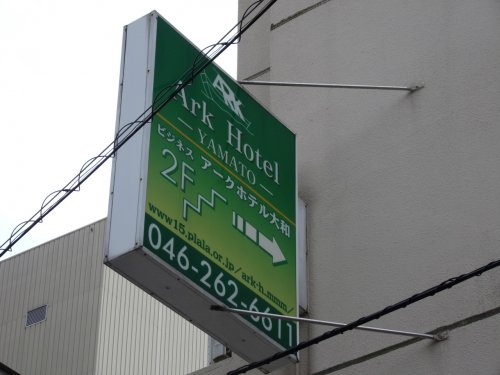 ARK
Ark Hotel
— YAMATO —
ビジネス アークホテル大和
2F
www15.plala.or.jp/ark-h.mmm/
046-262-6611